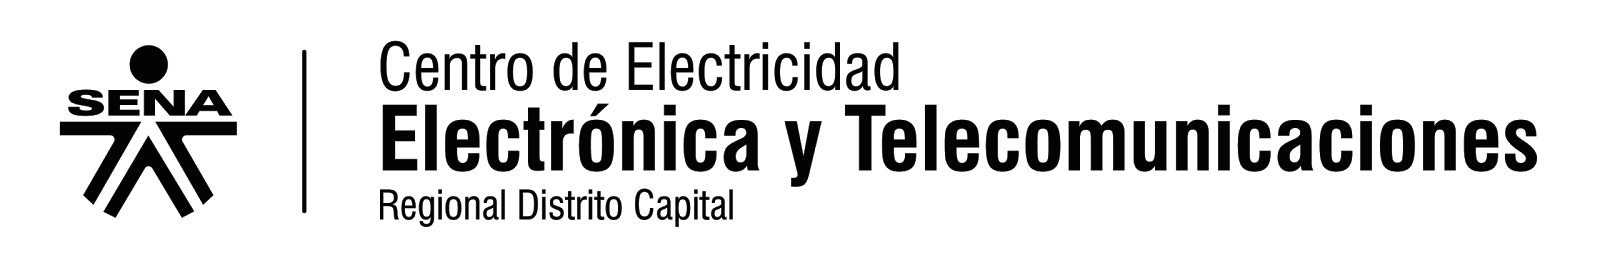 SENA
Centro de Electricidad
Electrónica y Telecomunicaciones
Regional Distrito Capital